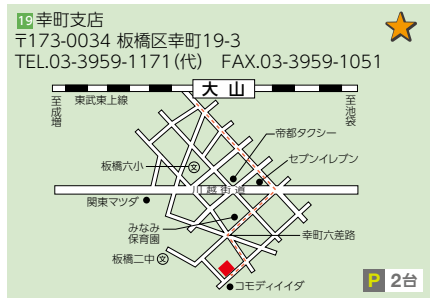 19 幸町支店
〒173-0034 板橋区幸町19-3
TEL.03-3959-1171(代) FAX.03-3959-1051
大山
至成増
東武東上線
至池袋
帝都タクシー
セブンイレブン
板橋六小 文
川越街道
関東マツダ
みなみ
保育園
幸町六差路
板橋二中 文
コモディイイダ
P 2台